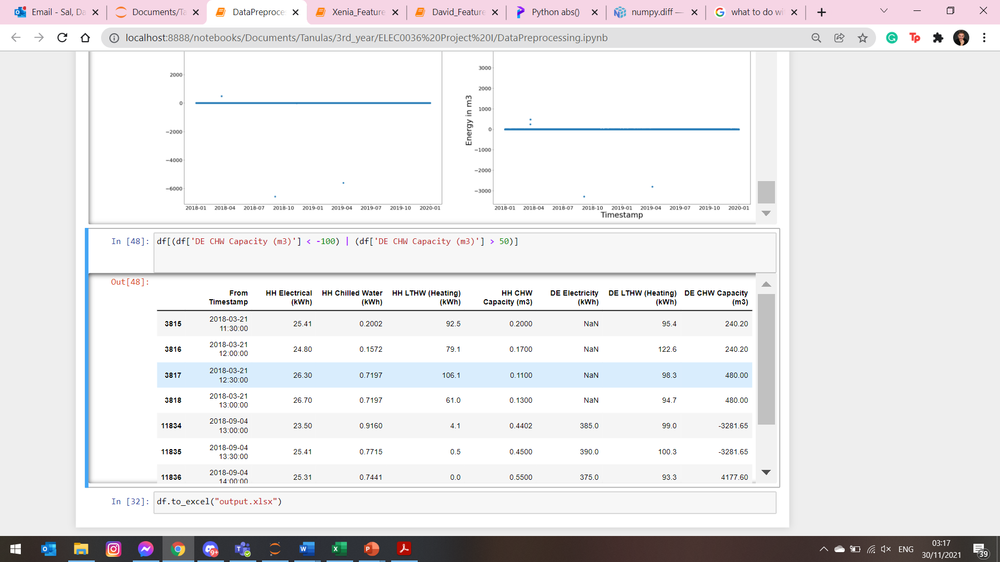 Email - Sal, Da
Documents/Ta
DataPreproce
Xenia_Feature
David_Feature
Python abs()
numpy.diff —
what to do wi
localhost:8888/notebooks/Documents/Tanulas/3rd_year/ELEC0036%20Project%20I/DataPreprocessing.ipynb
2000
0
−2000
−4000
−6000
2018-01 2018-04 2018-07 2018-10 2019-01 2019-04 2019-07 2019-10 2020-01
Energy in m3
3000
2000
1000
0
−1000
−2000
−3000
2018-01 2018-04 2018-07 2018-10 2019-01 2019-04 2019-07 2019-10 2020-01
Timestamp
In [48]: df[(df['DE CHW Capacity (m3)'] < -100) | (df['DE CHW Capacity (m3)'] > 50)]
Out[48]:
From Timestamp HH Electrical (kWh) HH Chilled Water (kWh) HH LTHW (Heating) (kWh) HH CHW Capacity (m3) DE Electricity (kWh) DE LTHW (Heating) (kWh) DE CHW Capacity (m3)
3815 2018-03-21 11:30:00 25.41 0.2002 92.5 0.2000 NaN 95.4 240.20
3816 2018-03-21 12:00:00 24.80 0.1572 79.1 0.1700 NaN 122.6 240.20
3817 2018-03-21 12:30:00 26.30 0.7197 106.1 0.1100 NaN 98.3 480.00
3818 2018-03-21 13:00:00 26.70 0.7197 61.0 0.1300 NaN 94.7 480.00
11834 2018-09-04 13:00:00 23.50 0.9160 4.1 0.4402 385.0 99.0 -3281.65
11835 2018-09-04 13:30:00 25.41 0.7715 0.5 0.4500 390.0 100.3 -3281.65
11836 2018-09-04 14:00:00 25.31 0.7441 0.0 0.5500 375.0 93.3 4177.60
In [32]: df.to_excel("output.xlsx")
9+
ENG
03:17
30/11/2021
39